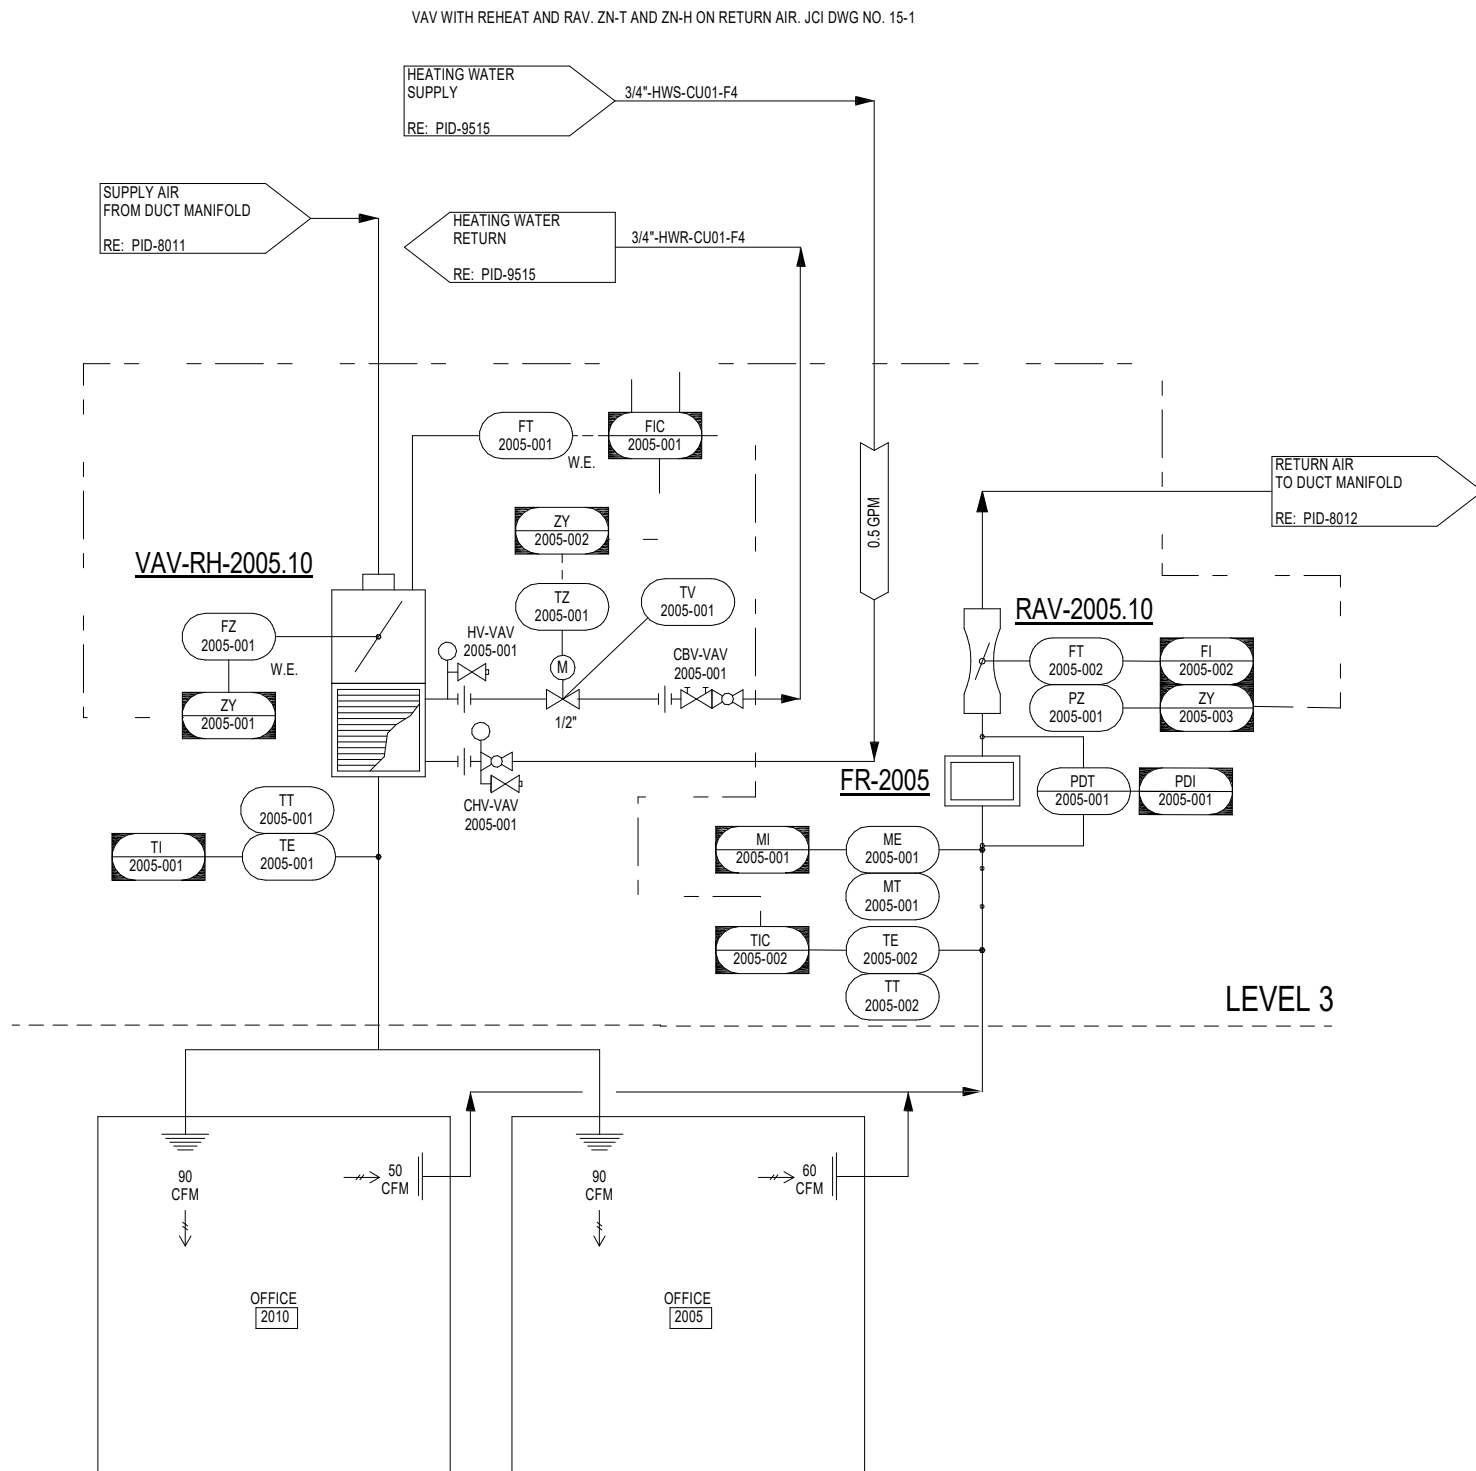 VAV WITH REHEAT AND RAV. ZN-T AND ZN-H ON RETURN AIR. JCI DWG NO. 15-1
HEATING WATER
SUPPLY
RE: PID-9515
3/4"-HWS-CU01-F4
SUPPLY AIR
FROM DUCT MANIFOLD
RE: PID-8011
HEATING WATER
RETURN
RE: PID-9515
3/4"-HWR-CU01-F4
FT
2005-001
W.E.
FIC
2005-001
RETURN AIR
TO DUCT MANIFOLD
RE: PID-8012
0.5 GPM
ZY
2005-002
VAV-RH-2005.10
TZ
2005-001
TV
2005-001
RAV-2005.10
FZ
2005-001
W.E.
HV-VAV
2005-001
M
CBV-VAV
2005-001
FT
2005-002
FI
2005-002
ZY
2005-001
1/2"
PZ
2005-001
ZY
2005-003
FR-2005
PDT
2005-001
PDI
2005-001
CHV-VAV
2005-001
TT
2005-001
TI
2005-001
TE
2005-001
MI
2005-001
ME
2005-001
MT
2005-001
TIC
2005-002
TE
2005-002
TT
2005-002
LEVEL 3
90
CFM
50
CFM
90
CFM
60
CFM
OFFICE
2010
OFFICE
2005